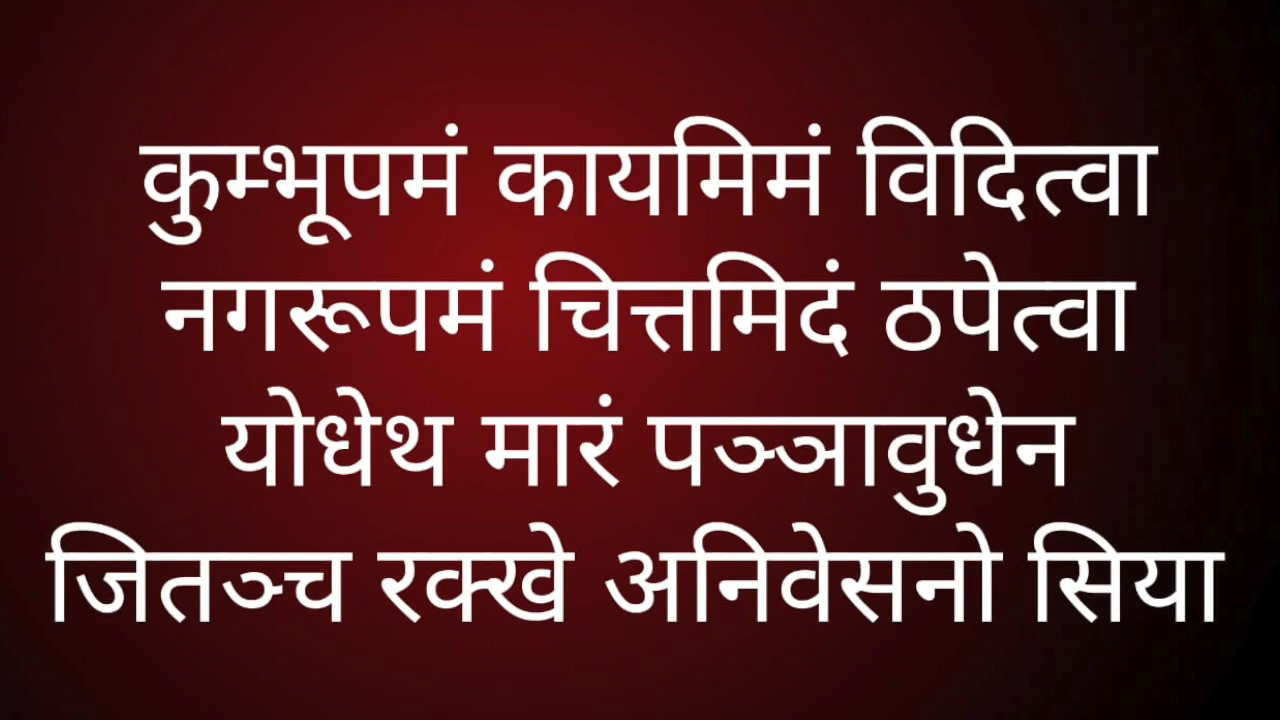 कुम्भूपमं कायमिमं विदित्वा
नगरूपमं चित्तमिदं ठपेत्वा
योधेथ मारं पञ्ञावुधेन
जितञ्च रक्खे अनिवेसनो सिया